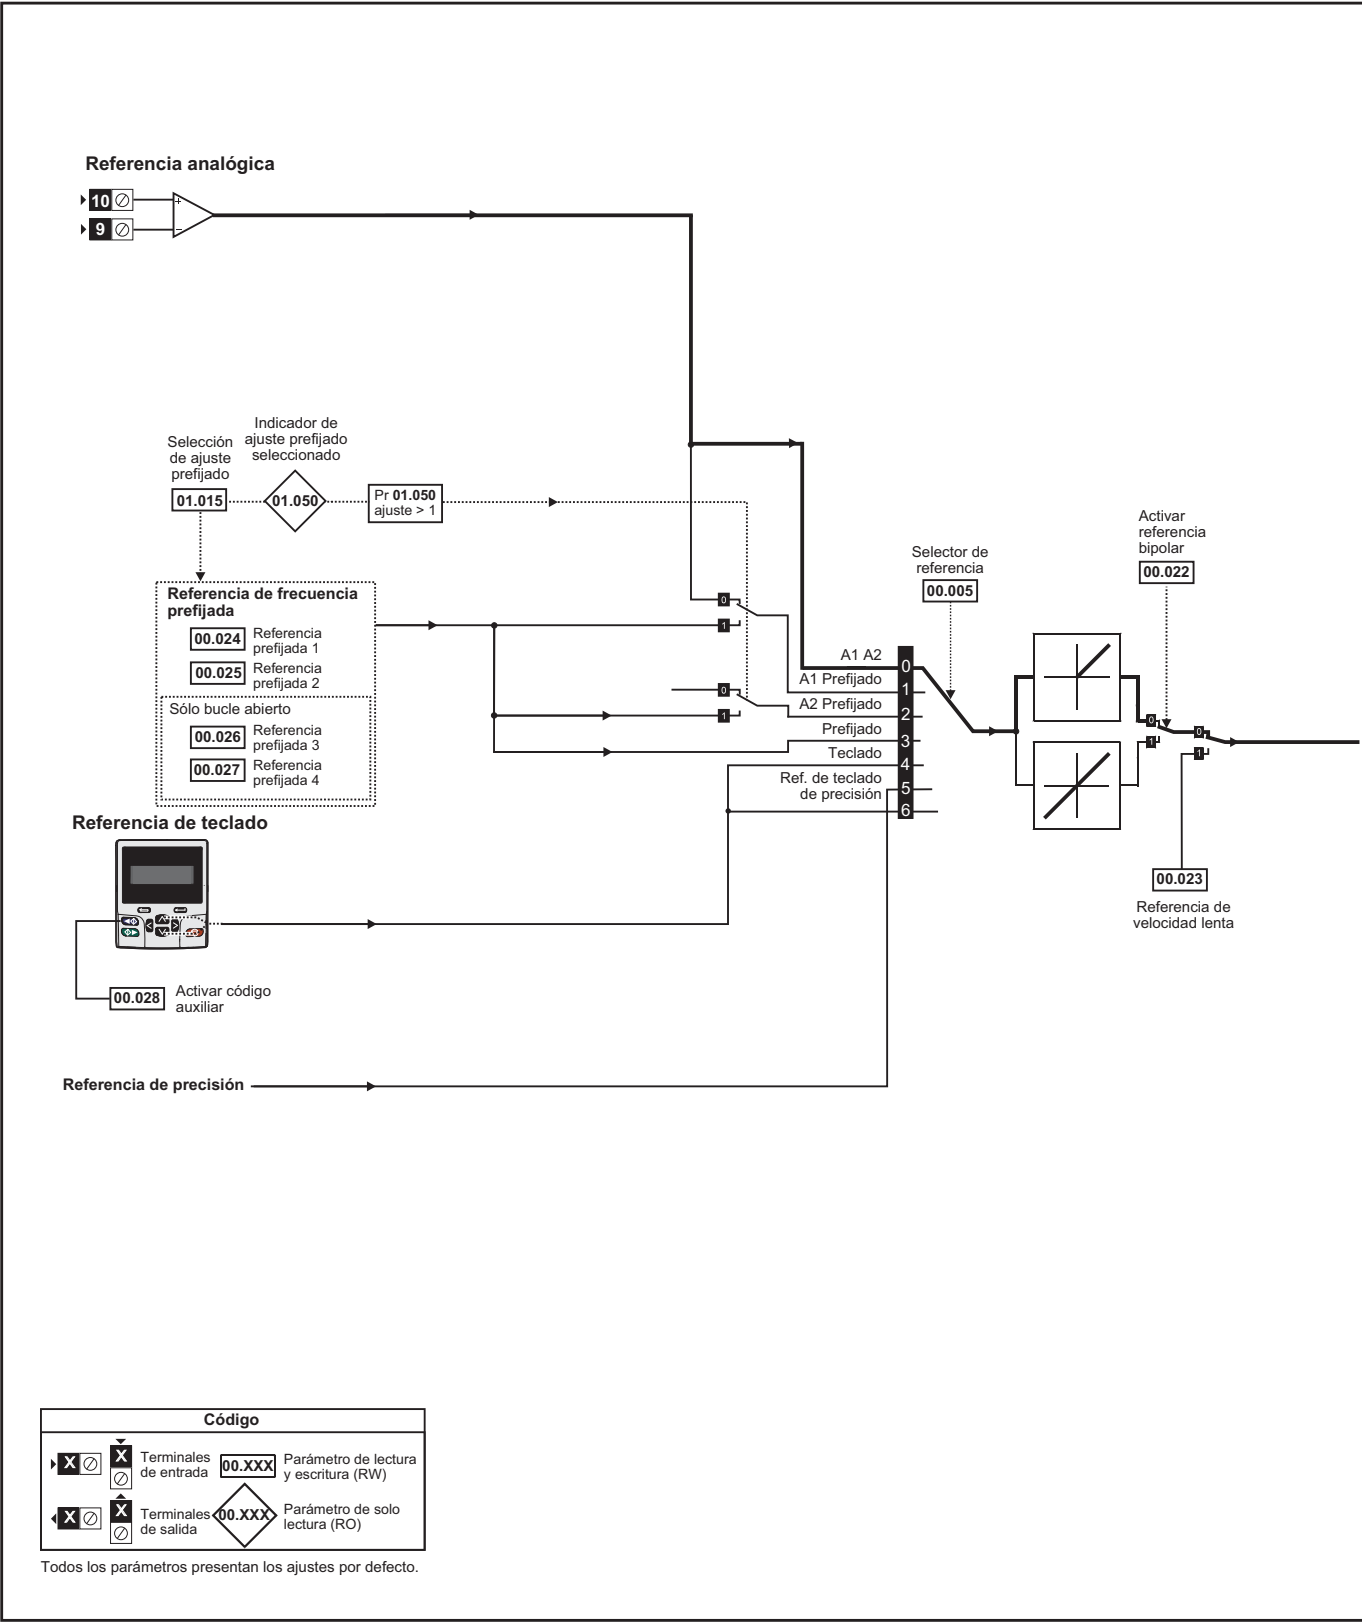 Referencia analógica
10
9
+
−
Selección
de ajuste
prefijado
01.015
Indicador de
ajuste prefijado
seleccionado
01.050
Pr 01.050
ajuste > 1
Referencia de frecuencia
prefijada
00.024 Referencia
prefijada 1
00.025 Referencia
prefijada 2
Sólo bucle abierto
00.026 Referencia
prefijada 3
00.027 Referencia
prefijada 4
0
1
0
1
Selector de
referencia
00.005
A1 A2 0
A1 Prefijado 1
A2 Prefijado 2
Prefijado 3
Teclado 4
Ref. de teclado
de precisión 5
6
Activar
referencia
bipolar
00.022
0
1
0
1
00.023
Referencia de
velocidad lenta
Referencia de teclado
00.028 Activar código
auxiliar
Referencia de precisión
Código
X X Terminales
de entrada
00.XXX Parámetro de lectura
y escritura (RW)
X X Terminales
de salida
00.XXX Parámetro de solo
lectura (RO)
Todos los parámetros presentan los ajustes por defecto.